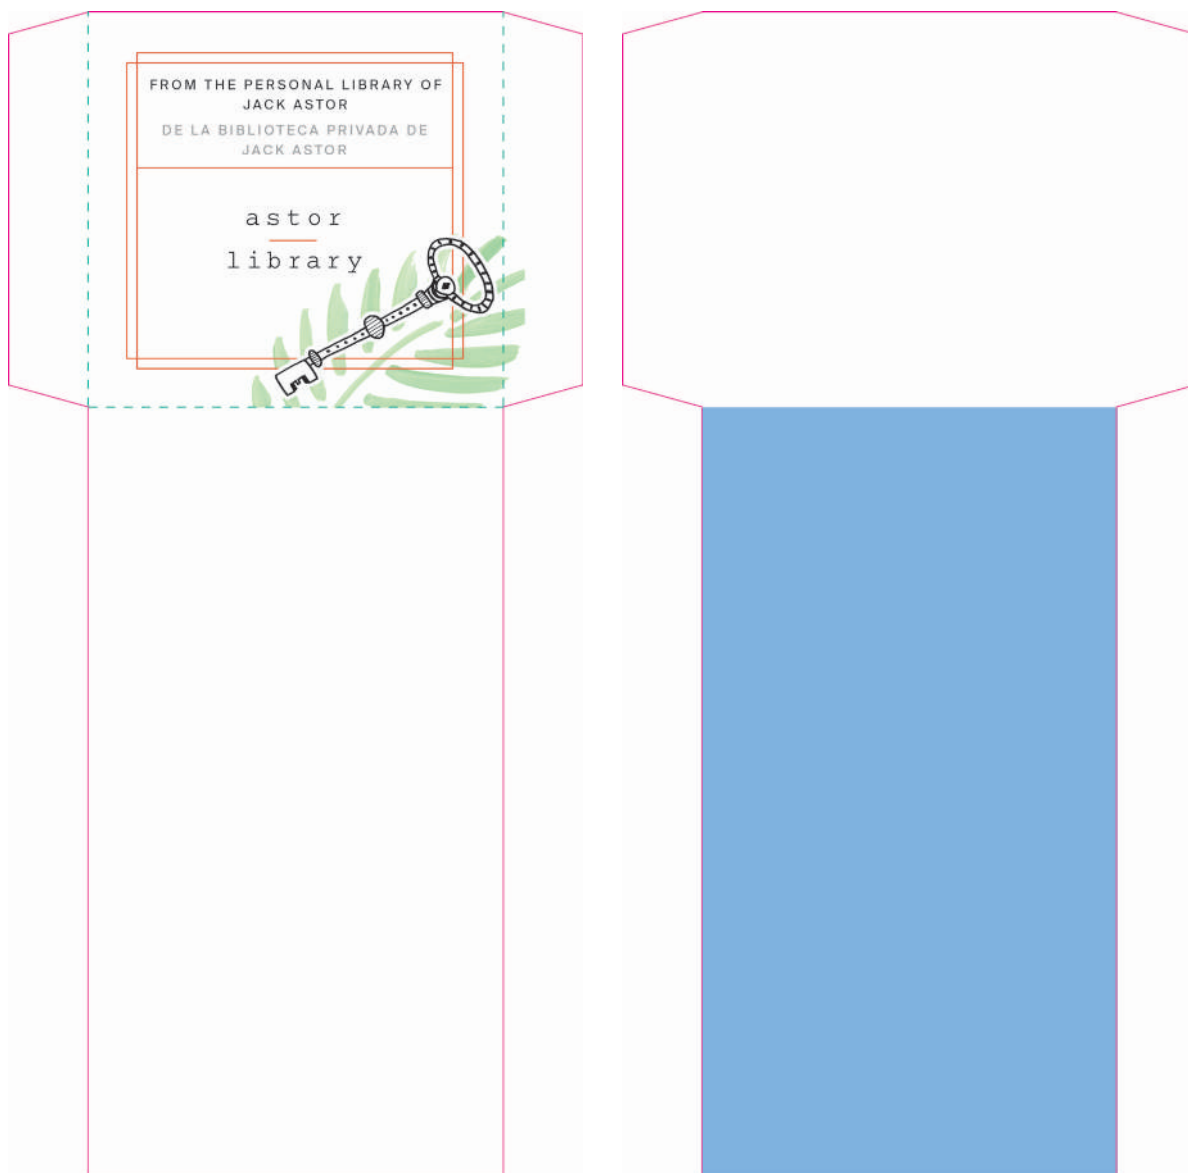 FROM THE PERSONAL LIBRARY OF
JACK ASTOR
DE LA BIBLIOTECA PRIVADA DE
JACK ASTOR
astor
library